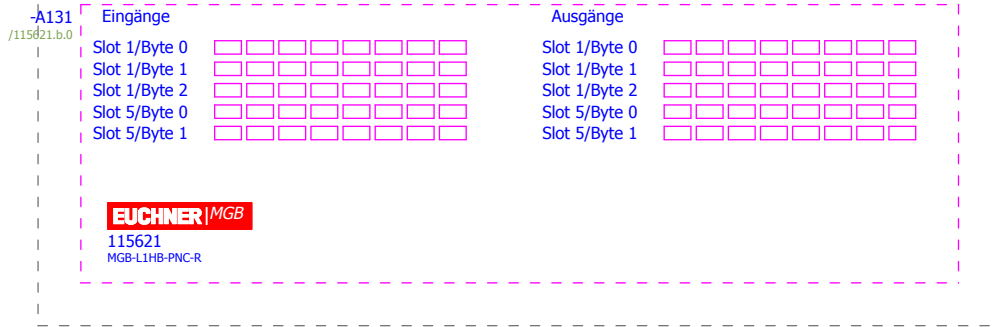 -A131
/115621.b.0
Eingänge
Slot 1/Byte 0
Slot 1/Byte 1
Slot 1/Byte 2
Slot 5/Byte 0
Slot 5/Byte 1
Ausgänge
Slot 1/Byte 0
Slot 1/Byte 1
Slot 1/Byte 2
Slot 5/Byte 0
Slot 5/Byte 1
EUCHNER|MGB
115621
MGB-L1HB-PNC-R